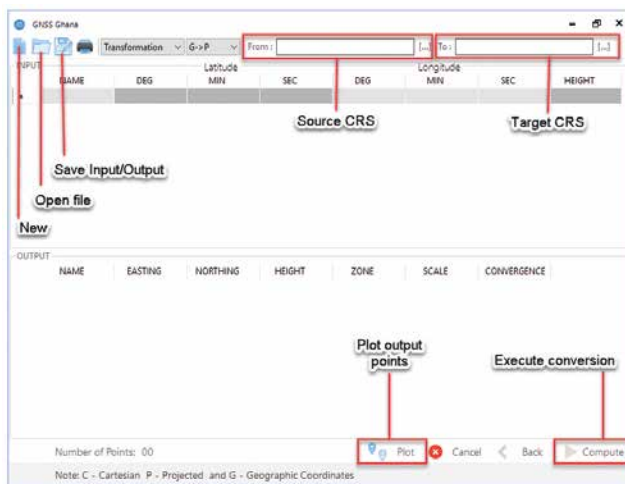 GNSS Ghana
Transformation G->P From: [...] To: [...]
INPUT
Latitude Longitude
NAME DEG MIN SEC DEG MIN SEC HEIGHT
Source CRS Target CRS
Save Input/Output
Open file
New
OUTPUT
NAME EASTING NORTHING HEIGHT ZONE SCALE CONVERGENCE
Plot output points
Execute conversion
Number of Points: 00 Plot Cancel Back Compute
Note: C - Cartesian P - Projected and G - Geographic Coordinates